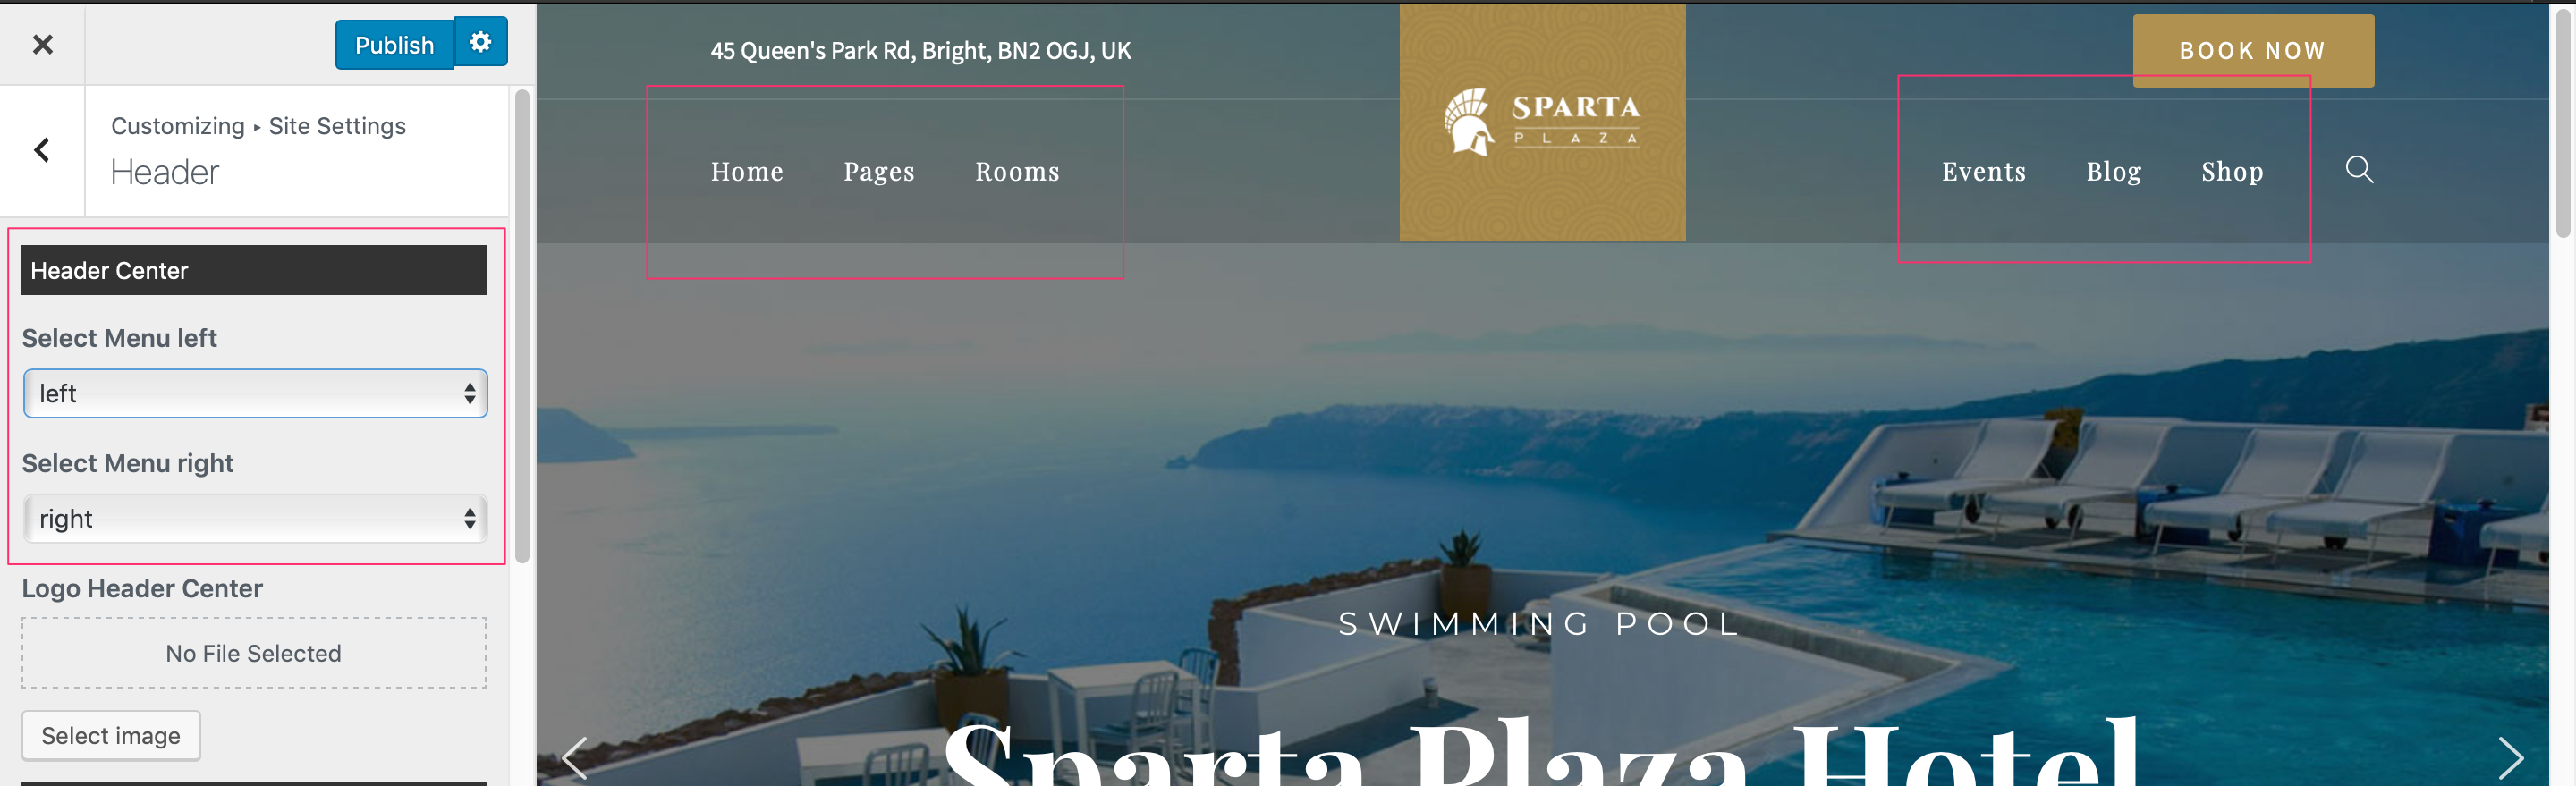 Publish
Customizing ▸ Site Settings
Header
Header Center
Select Menu left
left
Select Menu right
right
Logo Header Center
No File Selected
Select image
45 Queen's Park Rd, Bright, BN2 OGJ, UK
BOOK NOW
SPARTA
PLAZA
Home Pages Rooms
Events Blog Shop
SWIMMING POOL
Sparta Plaza Hotel